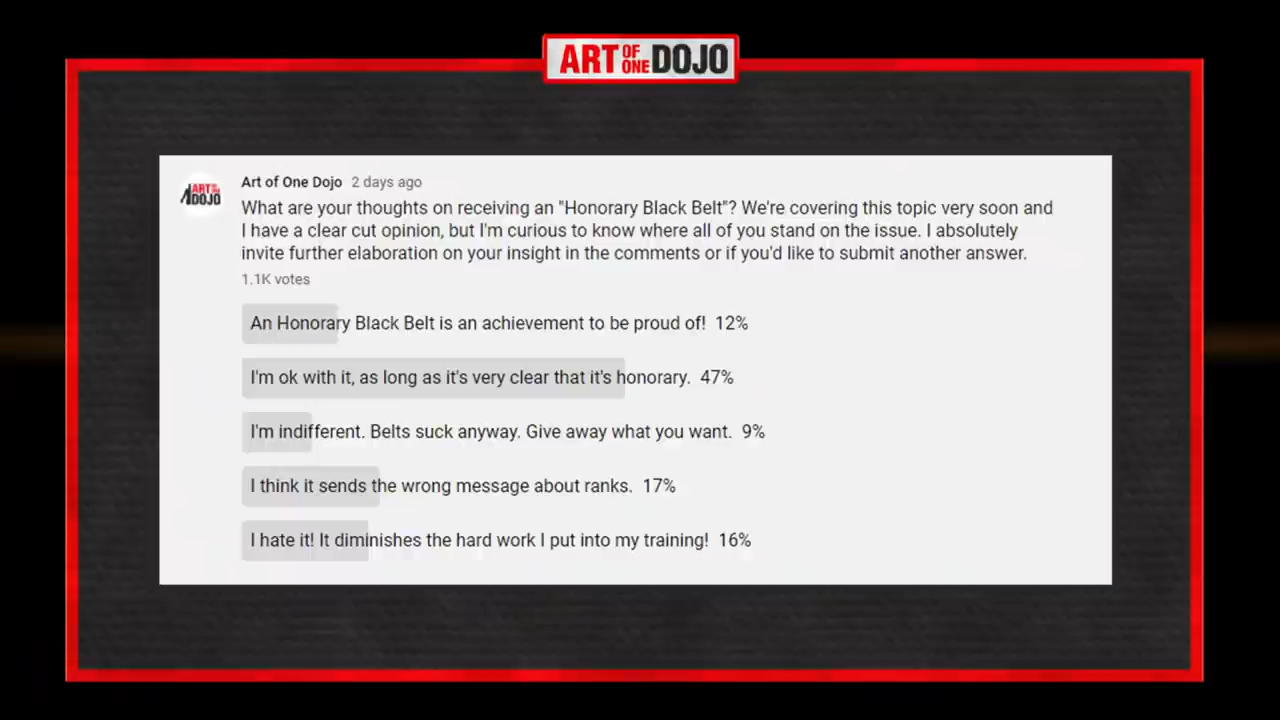 ART OF ONE DOJO
ART OF ONE DOJO
Art of One Dojo 2 days ago
What are your thoughts on receiving an "Honorary Black Belt"? We're covering this topic very soon and
I have a clear cut opinion, but I'm curious to know where all of you stand on the issue. I absolutely
invite further elaboration on your insight in the comments or if you'd like to submit another answer.
1.1K votes
An Honorary Black Belt is an achievement to be proud of! 12%
I'm ok with it, as long as it's very clear that it's honorary. 47%
I'm indifferent. Belts suck anyway. Give away what you want. 9%
I think it sends the wrong message about ranks. 17%
I hate it! It diminishes the hard work I put into my training! 16%